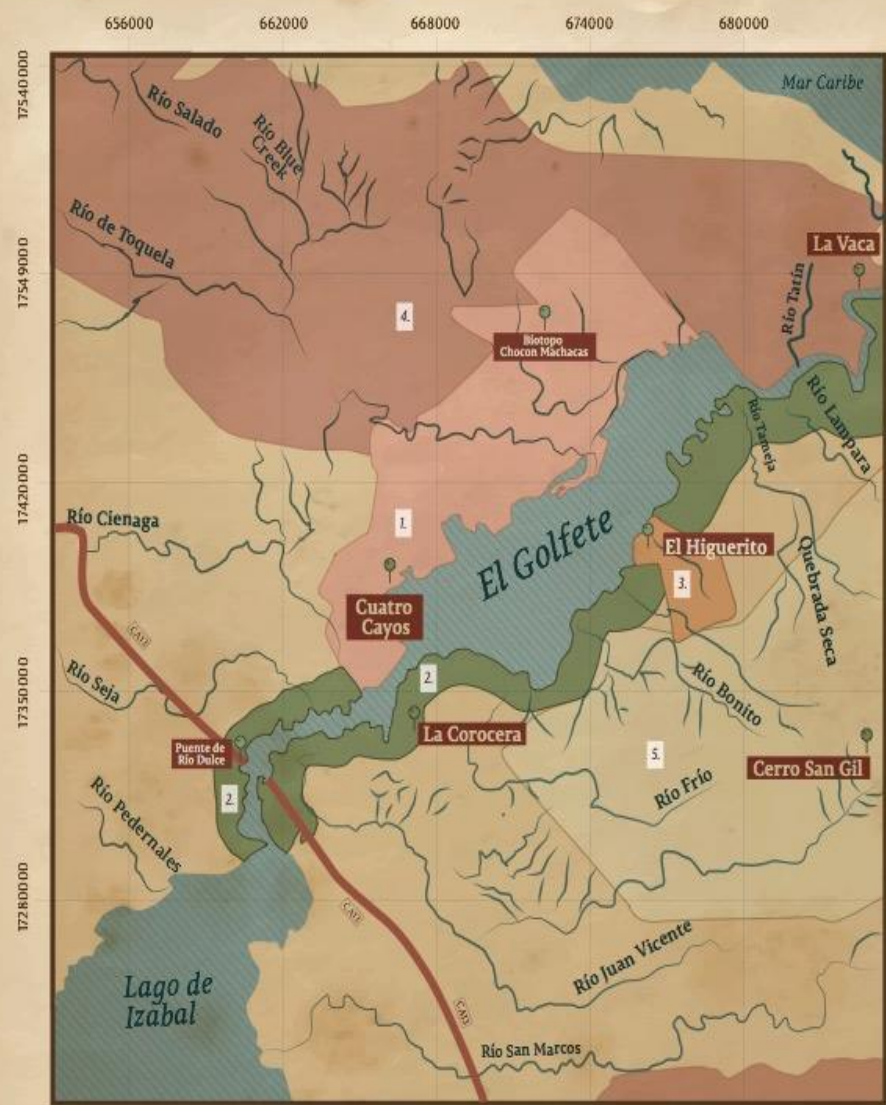 656000
662000
668000
674000
680000
17540000
17549000
17420000
17350000
17280000
Mar Caribe
Río Salado
Río Blue
Creek
Río de Toquela
La Vaca
Río Tatín
4.
Biotopo
Chocon Machacas
Río Lampara
Río Tameja
Río Cienaga
1.
El Golfete
El Higuerito
3.
Quebrada Seca
Cuatro
Cayos
CA13
Río Seja
2.
Río Bonito
La Corocera
Puente de
Río Dulce
5.
Cerro San Gil
Río Frío
2.
Río Pedernales
CA13
Río Juan Vicente
Lago de
Izabal
CA13
Río San Marcos